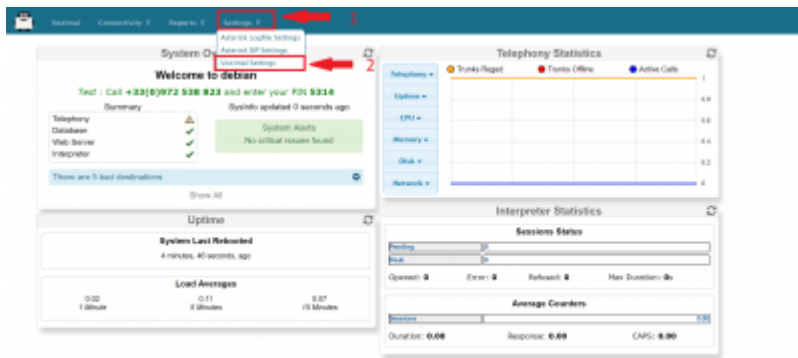 Voximal Connectivity Reports Settings 1
Asterisk Logfile Settings
Asterisk SIP Settings
Voximal Settings 2
Welcome to debian
Test : Call +33(0)972 538 823 and enter your PIN 5314
Summary
SysInfo updated 0 seconds ago
Telephony
Database
Web Server
Interpreter
System Alerts
No critical issues found
There are 5 bad destinations
Show All
Uptime
System Last Rebooted
4 minutes, 46 seconds, ago
Load Averages
0.02
1 Minute
0.11
Minutes
0.07
Minutes
Telephony Statistics
Telephony
Uptime
CPU
Memory
Disk
Network
Trunks Reged
Trunks Offline
Active Calls
1
0.8
0.6
0.4
0.2
0
Interpreter Statistics
Sessions Status
Pending 0
Peak 0
Opened: 0 Error: 0 Refused: 0 Max Duration: 0s
Average Counters
Sessions 0.00
Duration: 0.00 Response: 0.00 CAPS: 0.00